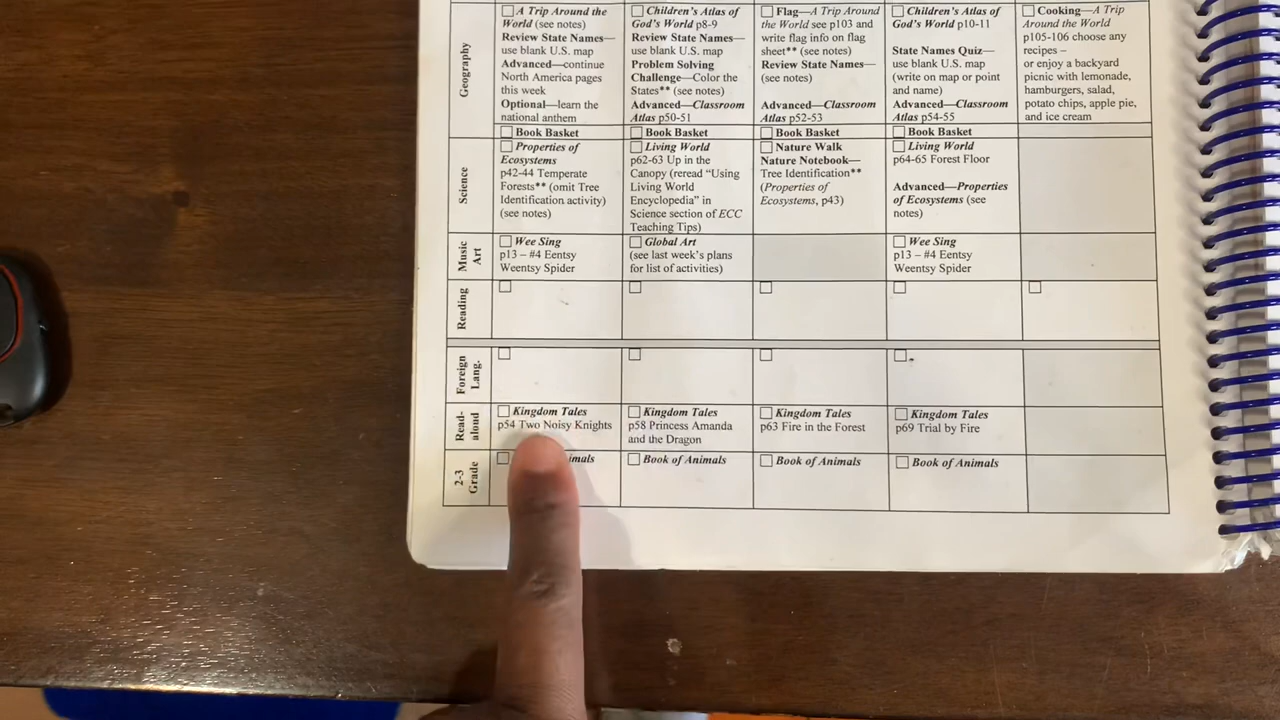 Geography
☐ A Trip Around the
World (see notes)
Review State Names—
use blank U.S. map
Advanced—continue
North America pages
this week
Optional—learn the
national anthem
☐ Children's Atlas of
God's World p8-9
Review State Names—
use blank U.S. map
Problem Solving
Challenge—Color the
States** (see notes)
Advanced—Classroom
Atlas p50-51
☐ Flag—A Trip Around
the World see p103 and
write flag info on flag
sheet** (see notes)
Review State Names—
(see notes)
Advanced—Classroom
Atlas p52-53
☐ Children's Atlas of
God's World p10-11
State Names Quiz—
use blank U.S. map
(write on map or point
and name)
Advanced—Classroom
Atlas p54-55
☐ Cooking—A Trip
Around the World
p105-106 choose any
recipes –
or enjoy a backyard
picnic with lemonade,
hamburgers, salad,
potato chips, apple pie,
and ice cream
Science
☐ Book Basket
☐ Properties of
Ecosystems
p42-44 Temperate
Forests** (omit Tree
Identification activity)
(see notes)
☐ Book Basket
☐ Living World
p62-63 Up in the
Canopy (reread "Using
Living World
Encyclopedia" in
Science section of ECC
Teaching Tips)
☐ Book Basket
☐ Nature Walk
Nature Notebook—
Tree Identification**
(Properties of
Ecosystems, p43)
☐ Book Basket
☐ Living World
p64-65 Forest Floor
Advanced—Properties
of Ecosystems (see
notes)
Music
Art
☐ Wee Sing
p13 – #4 Eentsy
Weentsy Spider
☐ Global Art
(see last week's plans
for list of activities)
☐ Wee Sing
p13 – #4 Eentsy
Weentsy Spider
Reading
☐ ☐ ☐ ☐ ☐
Foreign
Lang.
☐ ☐ ☐ ☐
Read-
aloud
☐ Kingdom Tales
p54 Two Noisy Knights
☐ Kingdom Tales
p58 Princess Amanda
and the Dragon
☐ Kingdom Tales
p63 Fire in the Forest
☐ Kingdom Tales
p69 Trial by Fire
2-3
Grade
☐ imals
☐ Book of Animals
☐ Book of Animals
☐ Book of Animals